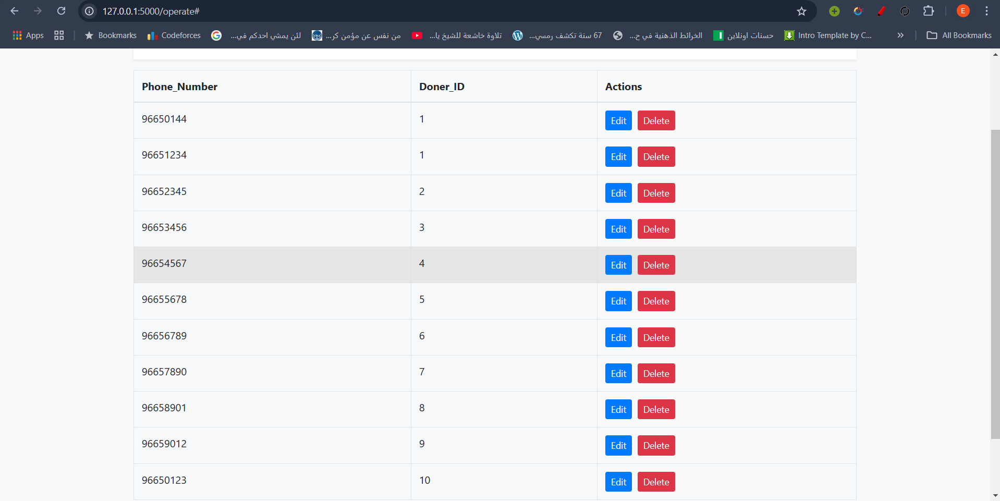 127.0.0.1:5000/operate#
E
Apps
Bookmarks
Codeforces
لئن يمشي احدكم في...
من نفس عن مؤمن كر...
تلاوة خاشعة للشيخ يا...
67 سنة تكشف رمسي...
الخرائط الذهنية في ح...
حسنات اونلاين
Intro Template by C...
»
All Bookmarks
Phone_Number Doner_ID Actions
96650144 1 Edit Delete
96651234 1 Edit Delete
96652345 2 Edit Delete
96653456 3 Edit Delete
96654567 4 Edit Delete
96655678 5 Edit Delete
96656789 6 Edit Delete
96657890 7 Edit Delete
96658901 8 Edit Delete
96659012 9 Edit Delete
96650123 10 Edit Delete